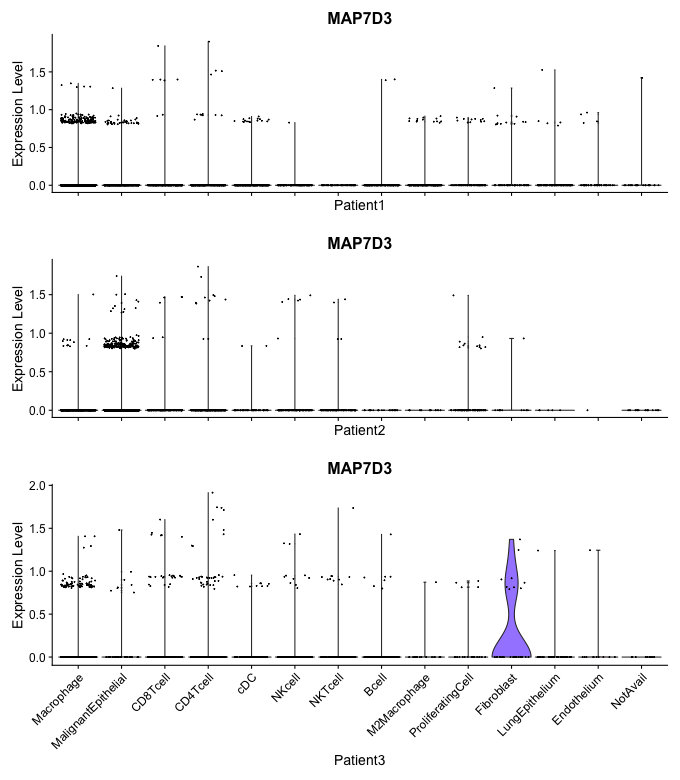 MAP7D3
Expression Level
1.5
1.0
0.5
0.0
Patient1
MAP7D3
Expression Level
1.5
1.0
0.5
0.0
Patient2
MAP7D3
Expression Level
2.0
1.5
1.0
0.5
0.0
Macrophage
MalignantEpithelial
CD8Tcell
CD4Tcell
cDC
NKcell
NKTcell
Bcell
M2Macrophage
ProliferatingCell
Fibroblast
LungEpithelium
Endothelium
NotAvail
Patient3